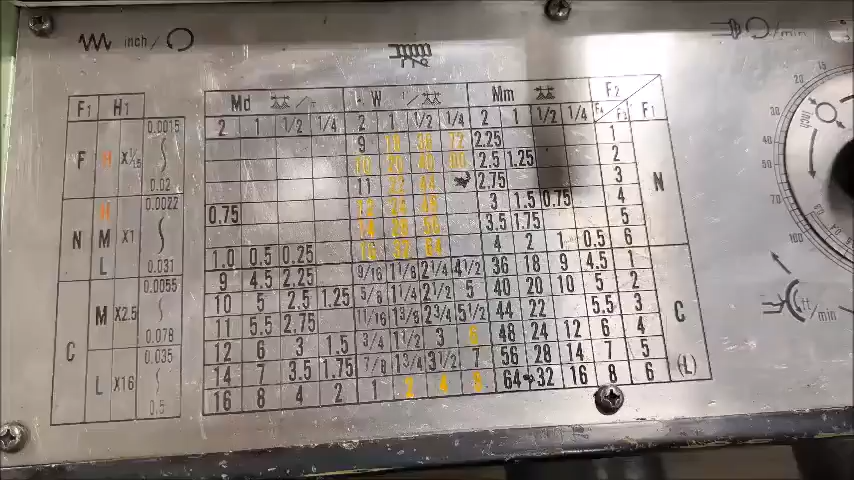 inch/
/min
F1 H1
F H X1/16 0.0015 0.02
N H M L X1 0.0022 0.031
C M X2.5 0.0055 0.078
L X16 0.035 0.5
Md W Mm F2
2 1 1/2 1/4 2 1 1/2 1/4 2 1 1/2 1/4 F3 F1
9 18 36 72 2.25 1
10 20 40 80 2.5 1.25 2
11 22 44 2.75 3 N
0.75 12 24 48 3 1.5 0.75 4
14 28 56 3.5 1.75 5
1.0 0.5 0.25 16 32 64 4 2 1 0.5 6
9 4.5 2.25 9/16 1 1/8 2 1/4 4 1/2 36 18 9 4.5 1
10 5 2.5 1.25 5/8 1 1/4 2 1/2 5 40 20 10 5 2
11 5.5 2.75 11/16 1 3/8 2 3/4 5 1/2 44 22 5.5 3 C
12 6 3 1.5 3/4 1 1/2 3 6 48 24 12 6 4
14 7 3.5 1.75 7/8 1 3/4 3 1/2 7 56 28 14 7 5
16 8 4 2 1 2 4 8 64 32 16 8 6 (L)
15
20
30
40
50
70
100
inch
ft/min